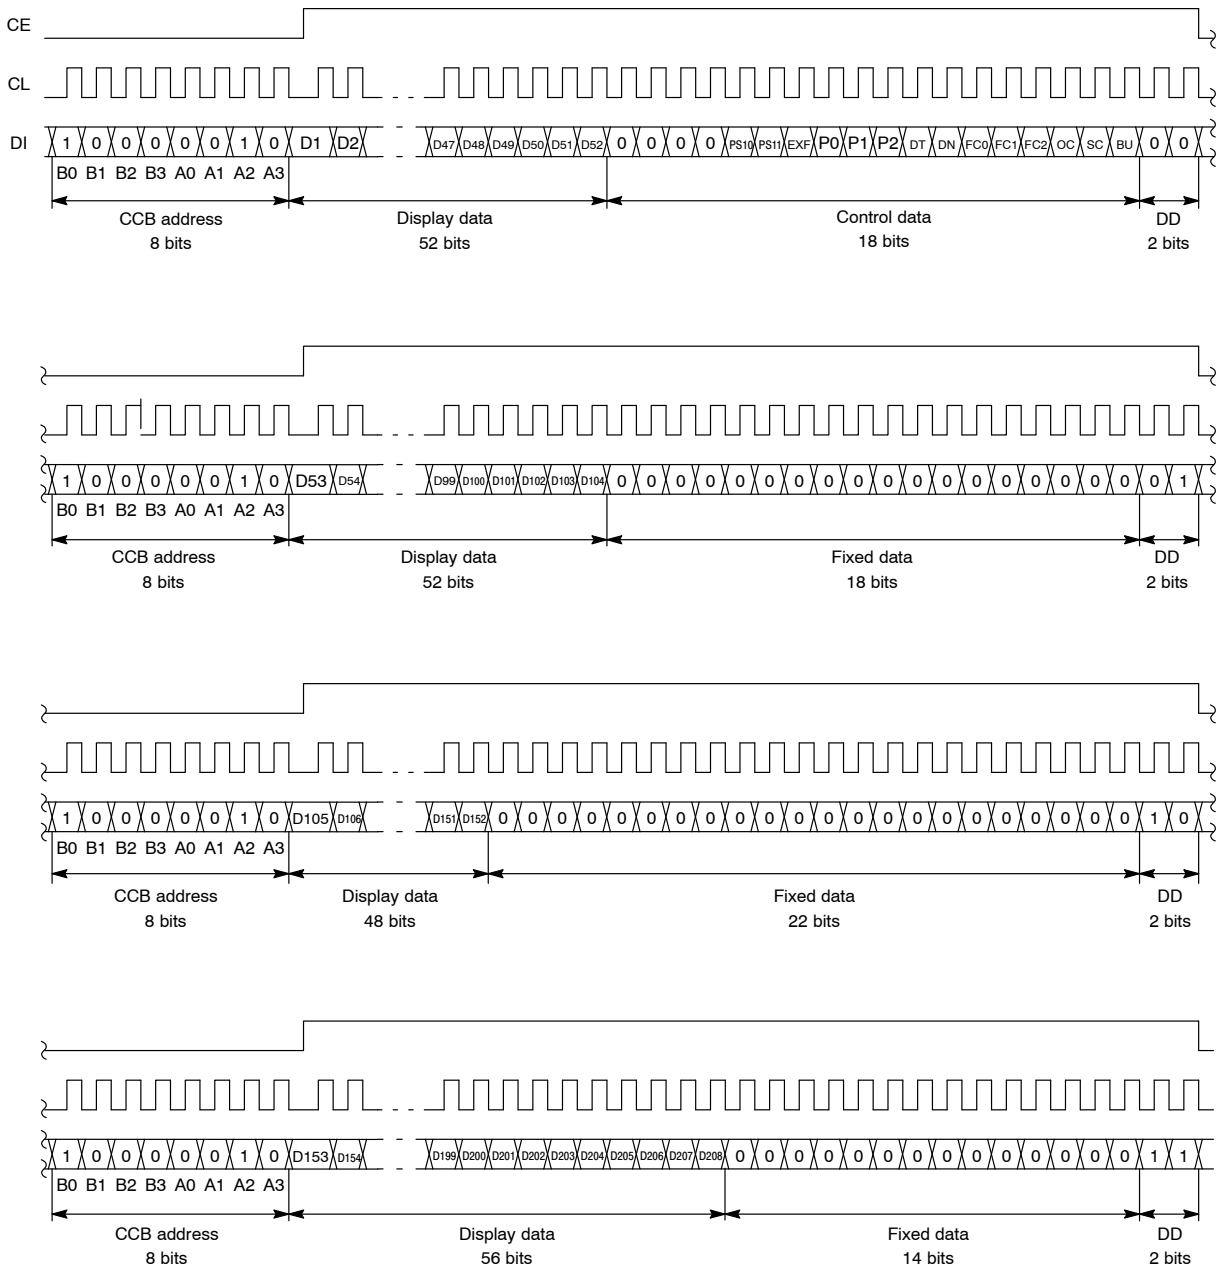 CE
CL
DI 1 0 0 0 0 0 1 0 D1 D2 D47 D48 D49 D50 D51 D52 0 0 0 0 PS10 PS11 EXF P0 P1 P2 DT DN FC0 FC1 FC2 OC SC BU 0 0
B0 B1 B2 B3 A0 A1 A2 A3
CCB address Display data Control data DD
8 bits 52 bits 18 bits 2 bits
1 0 0 0 0 0 1 0 D53 D54 D99 D100 D101 D102 D103 D104 0 0 0 0 0 0 0 0 0 0 0 0 0 0 0 0 0 0 0 1
B0 B1 B2 B3 A0 A1 A2 A3
CCB address Display data Fixed data DD
8 bits 52 bits 18 bits 2 bits
1 0 0 0 0 0 1 0 D105 D106 D151 D152 0 0 0 0 0 0 0 0 0 0 0 0 0 0 0 0 0 0 0 0 0 0 1 0
B0 B1 B2 B3 A0 A1 A2 A3
CCB address Display data Fixed data DD
8 bits 48 bits 22 bits 2 bits
1 0 0 0 0 0 1 0 D153 D154 D199 D200 D201 D202 D203 D204 D205 D206 D207 D208 0 0 0 0 0 0 0 0 0 0 0 0 0 0 1 1
B0 B1 B2 B3 A0 A1 A2 A3
CCB address Display data Fixed data DD
8 bits 56 bits 14 bits 2 bits